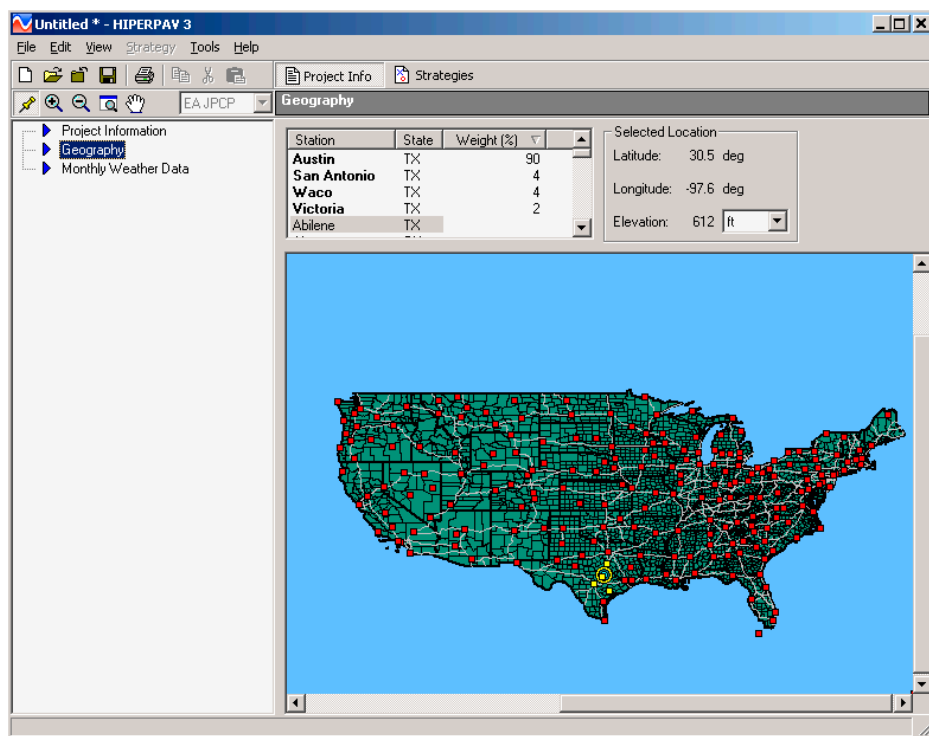 Untitled * - HIPERPAV 3
File Edit View Strategy Tools Help
Project Info Strategies
EA JPCP
Geography
Project Information
Geography
Monthly Weather Data
Station State Weight (%)
Austin TX 90
San Antonio TX 4
Waco TX 4
Victoria TX 2
Abilene TX
Selected Location
Latitude: 30.5 deg
Longitude: -97.6 deg
Elevation: 612 ft